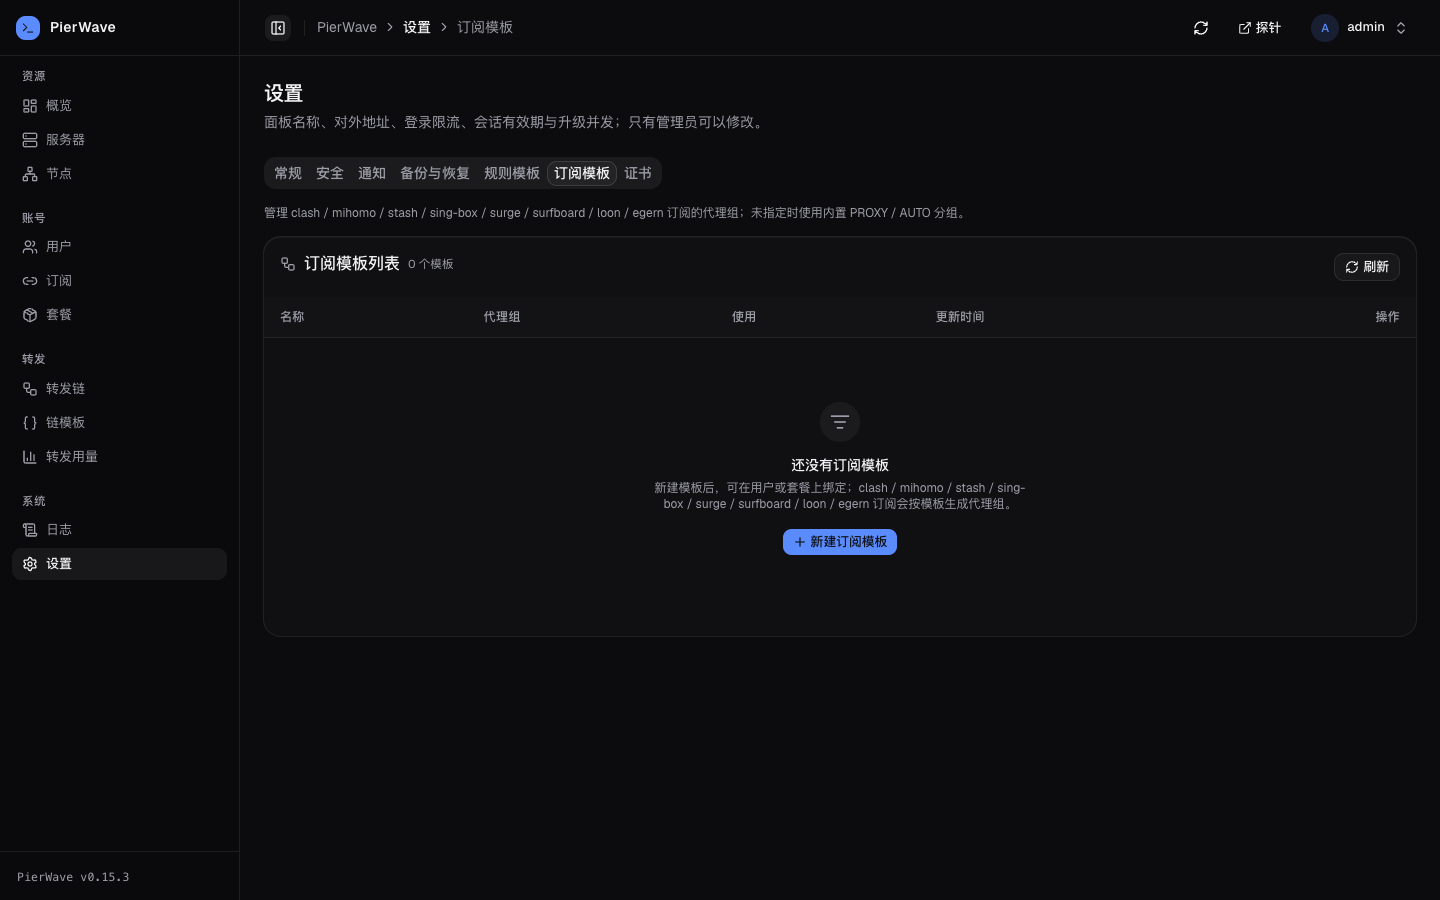 PierWave
资源
概览
服务器
节点
账号
用户
订阅
套餐
转发
转发链
链模板
转发用量
系统
日志
设置
PierWave v0.15.3
PierWave > 设置 > 订阅模板
探针
A admin
设置
面板名称、对外地址、登录限流、会话有效期与升级并发；只有管理员可以修改。
常规 安全 通知 备份与恢复 规则模板 订阅模板 证书
管理 clash / mihomo / stash / sing-box / surge / surfboard / loon / egern 订阅的代理组；未指定时使用内置 PROXY / AUTO 分组。
订阅模板列表 0 个模板
刷新
名称 代理组 使用 更新时间 操作
还没有订阅模板
新建模板后，可在用户或套餐上绑定；clash / mihomo / stash / sing-
box / surge / surfboard / loon / egern 订阅会按模板生成代理组。
新建订阅模板